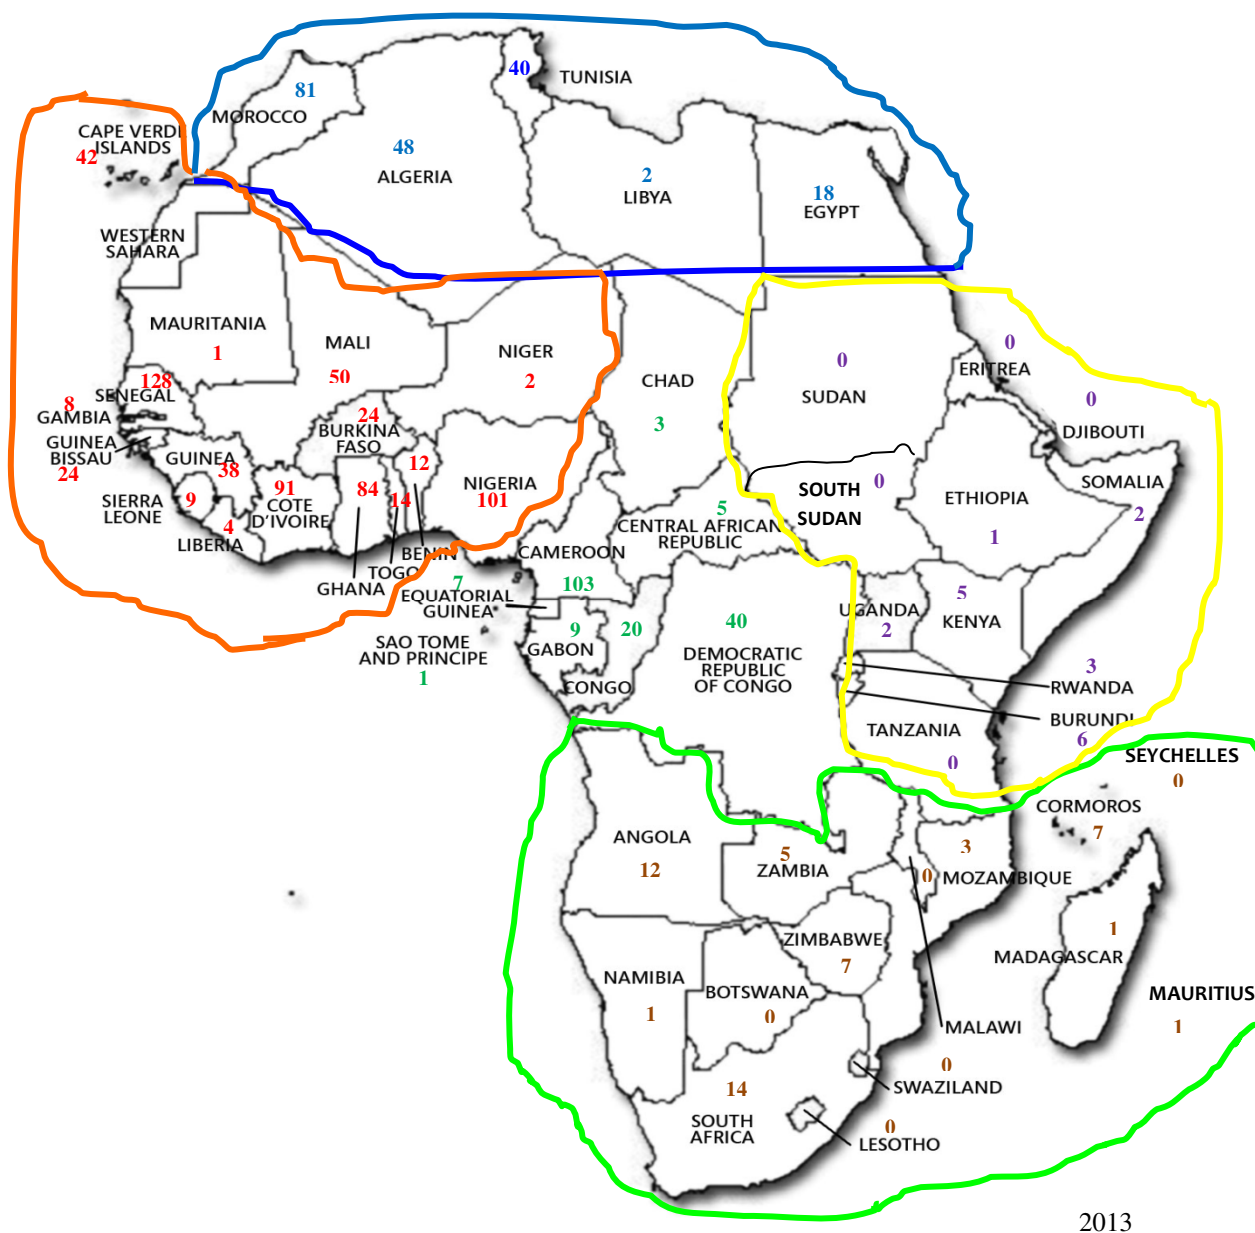 40
TUNISIA
81
MOROCCO
CAPE VERDI
ISLANDS
42
48
ALGERIA
2
LIBYA
18
EGYPT
WESTERN
SAHARA
MAURITANIA
1
MALI
50
NIGER
2
CHAD
3
0
SUDAN
0
ERITREA
0
DJIBOUTI
128
SENEGAL
8
GAMBIA
GUINEA
BISSAU
24
GUINEA
38
24
BURKINA
FASO
12
NIGERIA
101
SIERRA
LEONE
9
4
LIBERIA
91
COTE
D'IVOIRE
84
14
BENIN
TOGO
GHANA
SOUTH
SUDAN
0
ETHIOPIA
1
SOMALIA
2
5
CENTRAL AFRICAN
REPUBLIC
CAMEROON
103
7
EQUATORIAL
GUINEA
SAO TOME
AND PRINCIPE
1
9
GABON
20
CONGO
40
DEMOCRATIC
REPUBLIC
OF CONGO
UGANDA
2
5
KENYA
3
RWANDA
BURUNDI
6
TANZANIA
0
SEYCHELLES
0
CORMOROS
7
ANGOLA
12
5
ZAMBIA
3
0
MOZAMBIQUE
ZIMBABWE
7
1
MADAGASCAR
NAMIBIA
1
BOTSWANA
0
MAURITIUS
1
MALAWI
0
SWAZILAND
14
SOUTH
AFRICA
0
LESOTHO
2013